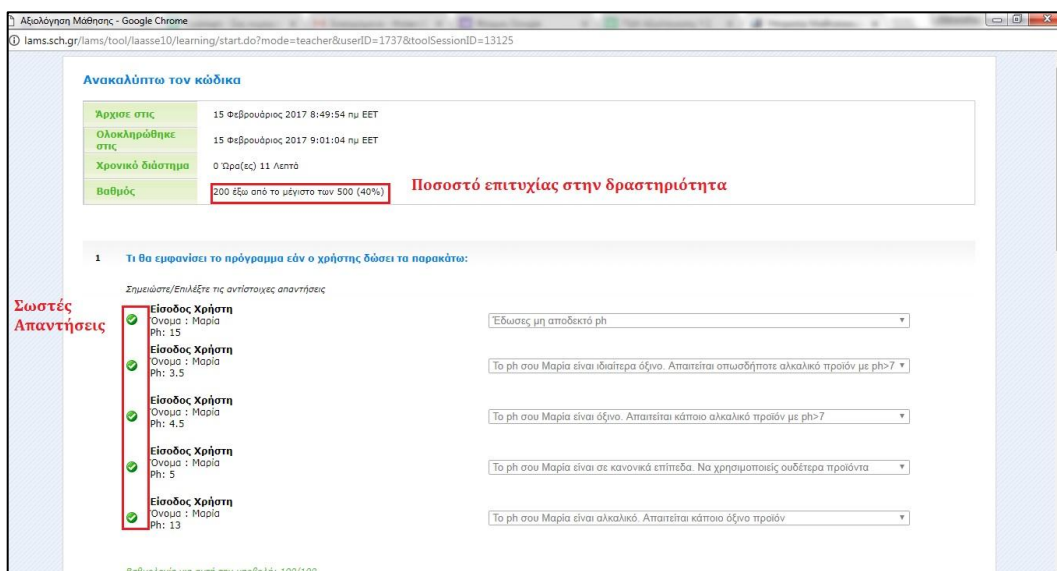 Αξιολόγηση Μάθησης - Google Chrome
lams.sch.gr/lams/tool/laasse10/learning/start.do?mode=teacher&userID=1737&toolSessionID=13125
Ανακαλύπτω τον κώδικα
Άρχισε στις 15 Φεβρουάριος 2017 8:49:54 πμ EET
Ολοκληρώθηκε στις 15 Φεβρουάριος 2017 9:01:04 πμ EET
Χρονικό διάστημα 0 Ώρα(ες) 11 Λεπτά
Βαθμός 200 έξω από το μέγιστο των 500 (40%)
Ποσοστό επιτυχίας στην δραστηριότητα
1 Τι θα εμφανίσει το πρόγραμμα εάν ο χρήστης δώσει τα παρακάτω:
Σημειώστε/Επιλέξτε τις αντίστοιχες απαντήσεις
Σωστές
Απαντήσεις
Είσοδος Χρήστη
Όνομα : Μαρία
Ph: 15
Έδωσες μη αποδεκτό ph
Είσοδος Χρήστη
Όνομα : Μαρία
Ph: 3.5
Το ph σου Μαρία είναι ιδιαίτερα όξινο. Απαιτείται οπωσδήποτε αλκαλικό προϊόν με ph>7
Είσοδος Χρήστη
Όνομα : Μαρία
Ph: 4.5
Το ph σου Μαρία είναι όξινο. Απαιτείται κάποιο αλκαλικό προϊόν με ph>7
Είσοδος Χρήστη
Όνομα : Μαρία
Ph: 5
Το ph σου Μαρία είναι σε κανονικά επίπεδα. Να χρησιμοποιείς ουδέτερα προϊόντα
Είσοδος Χρήστη
Όνομα : Μαρία
Ph: 13
Το ph σου Μαρία είναι αλκαλικό. Απαιτείται κάποιο όξινο προϊόν